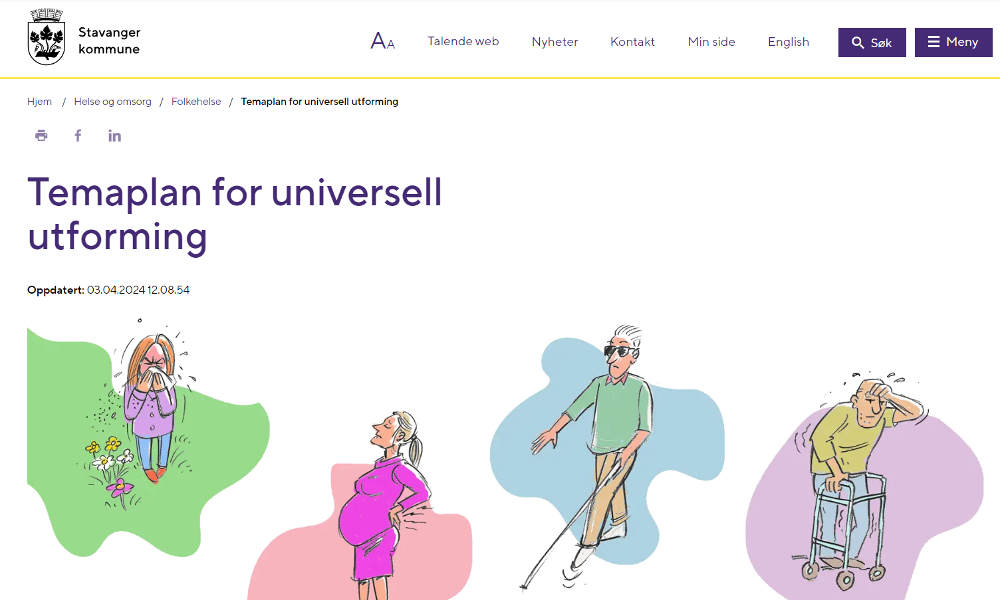 Stavanger
kommune
AA Talende web Nyheter Kontakt Min side English Søk Meny
Hjem / Helse og omsorg / Folkehelse / Temaplan for universell utforming
f in
Temaplan for universell
utforming
Oppdatert: 03.04.2024 12.08.54